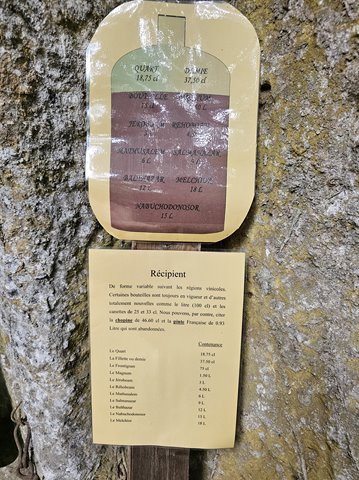 QUART DEMIE
18,75 cl 37,50 cl
BOUTEILLE MAGNUM
75 cl
JEROBOAM REHOBOAM
MATHUSALEM SALMANAZAR
6 L 9 L
BALTHAZAR MELCHIOR
12 L 18 L
NABUCHODONOSOR
15 L
Récipient
De forme variable suivant les régions vinicoles.
Certaines bouteilles sont toujours en vigueur et d'autres
totalement nouvelles comme le litre (100 cl) et les
canettes de 25 et 33 cl. Nous pouvons, par contre, citer
la chopine de 46.60 cl et la pinte Française de 0.93
Litre qui sont abandonnées.
Contenance
Le Quart 18.75 cl
La Fillette ou demie 37.50 cl
Le Frontignan 75 cl
Le Magnum 1.50 L
Le Jéroboam 3 L
Le Réhoboam 4.50 L
Le Mathusalem 6 L
Le Salmanazar 9 L
Le Balthazar 12 L
Le Nabuchodonosor 15 L
Le Melchior 18 L